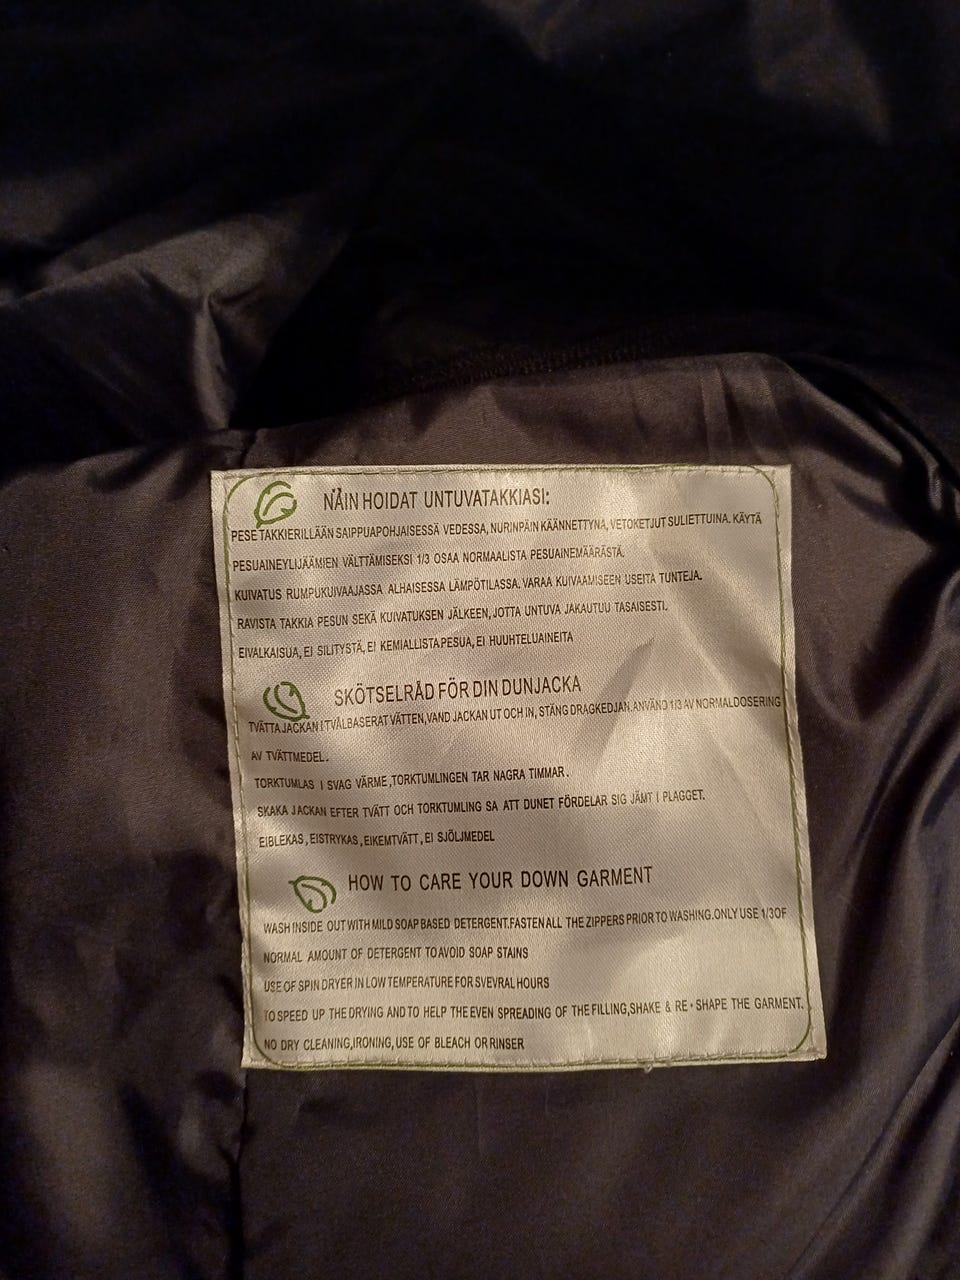 NÄIN HOIDAT UNTUVATAKKIASI:
PESE TAKKI ERILLÄÄN SAIPPUAPOHJAISESSA VEDESSA, NURINPÄIN KÄÄNNETTYNÄ, VETOKETJUT SULJETTUINA. KÄYTÄ
PESUAINEYLIJÄÄMIEN VÄLTTÄMISEKSI 1/3 OSAA NORMAALISTA PESUAINEMÄÄRÄSTÄ.
KUIVATUS RUMPUKUIVAAJASSA ALHAISESSA LÄMPÖTILASSA. VARAA KUIVAAMISEEN USEITA TUNTEJA.
RAVISTA TAKKIA PESUN SEKÄ KUIVATUKSEN JÄLKEEN, JOTTA UNTUVA JAKAUTUU TASAISESTI.
EIVALKAISUA, EI SILITYSTÄ, EI KEMIALLISTA PESUA, EI HUUHTELUAINEITA
SKÖTSELRÅD FÖR DIN DUNJACKA
TVÄTTA JACKAN I TVÅLBASERAT VÄTTEN, VAND JACKAN UT OCH IN, STÄNG DRAGKEDJAN. ANVÄND 1/3 AV NORMALDOSERING
AV TVÄTTMEDEL.
TORKTUMLAS I SVAG VÄRME, TORKTUMLINGEN TAR NAGRA TIMMAR.
SKAKA JACKAN EFTER TVÄTT OCH TORKTUMLING SA ATT DUNET FÖRDELAR SIG JÄMT I PLAGGET.
EIBLEKAS, EISTRYKAS, EIKEMTVÄTT, EI SJÖLJMEDEL
HOW TO CARE YOUR DOWN GARMENT
WASH INSIDE OUT WITH MILD SOAP BASED DETERGENT.FASTEN ALL THE ZIPPERS PRIOR TO WASHING.ONLY USE 1/3OF
NORMAL AMOUNT OF DETERGENT TO AVOID SOAP STAINS
USE OF SPIN DRYER IN LOW TEMPERATURE FOR SVEVRAL HOURS
TO SPEED UP THE DRYING AND TO HELP THE EVEN SPREADING OF THE FILLING,SHAKE & RE-SHAPE THE GARMENT.
NO DRY CLEANING,IRONING, USE OF BLEACH OR RINSER